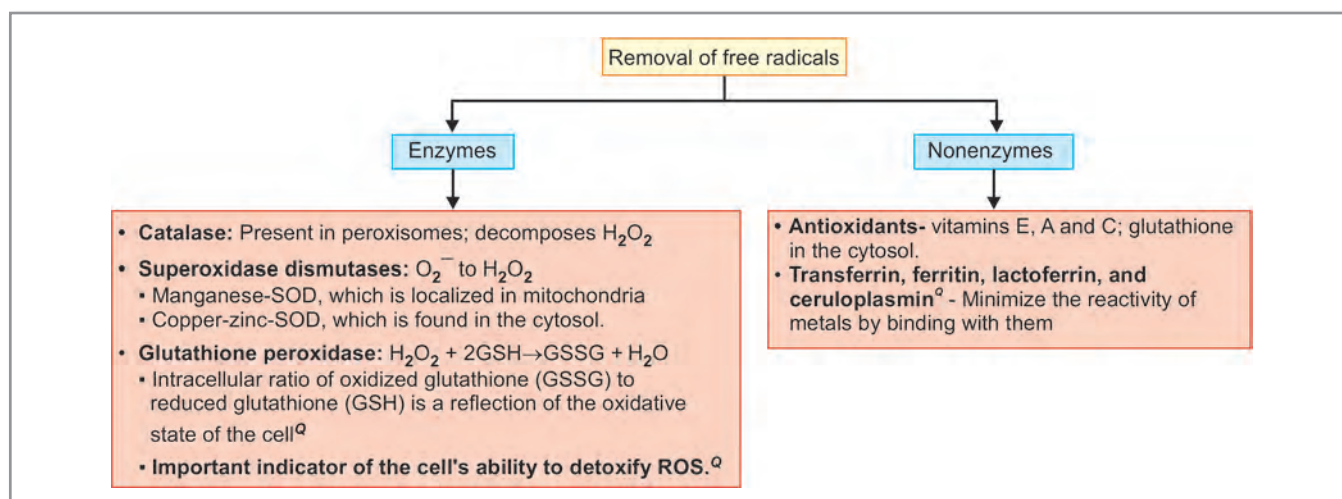 Removal of free radicals
Enzymes
Nonenzymes
• Catalase: Present in peroxisomes; decomposes H₂O₂
• Superoxidase dismutases: O₂⁻ to H₂O₂
▪ Manganese-SOD, which is localized in mitochondria
▪ Copper-zinc-SOD, which is found in the cytosol.
• Glutathione peroxidase: H₂O₂ + 2GSH→GSSG + H₂O
▪ Intracellular ratio of oxidized glutathione (GSSG) to
reduced glutathione (GSH) is a reflection of the oxidative
state of the cellQ
▪ Important indicator of the cell's ability to detoxify ROS.Q
• Antioxidants- vitamins E, A and C; glutathione
in the cytosol.
• Transferrin, ferritin, lactoferrin, and
ceruloplasminQ - Minimize the reactivity of
metals by binding with them